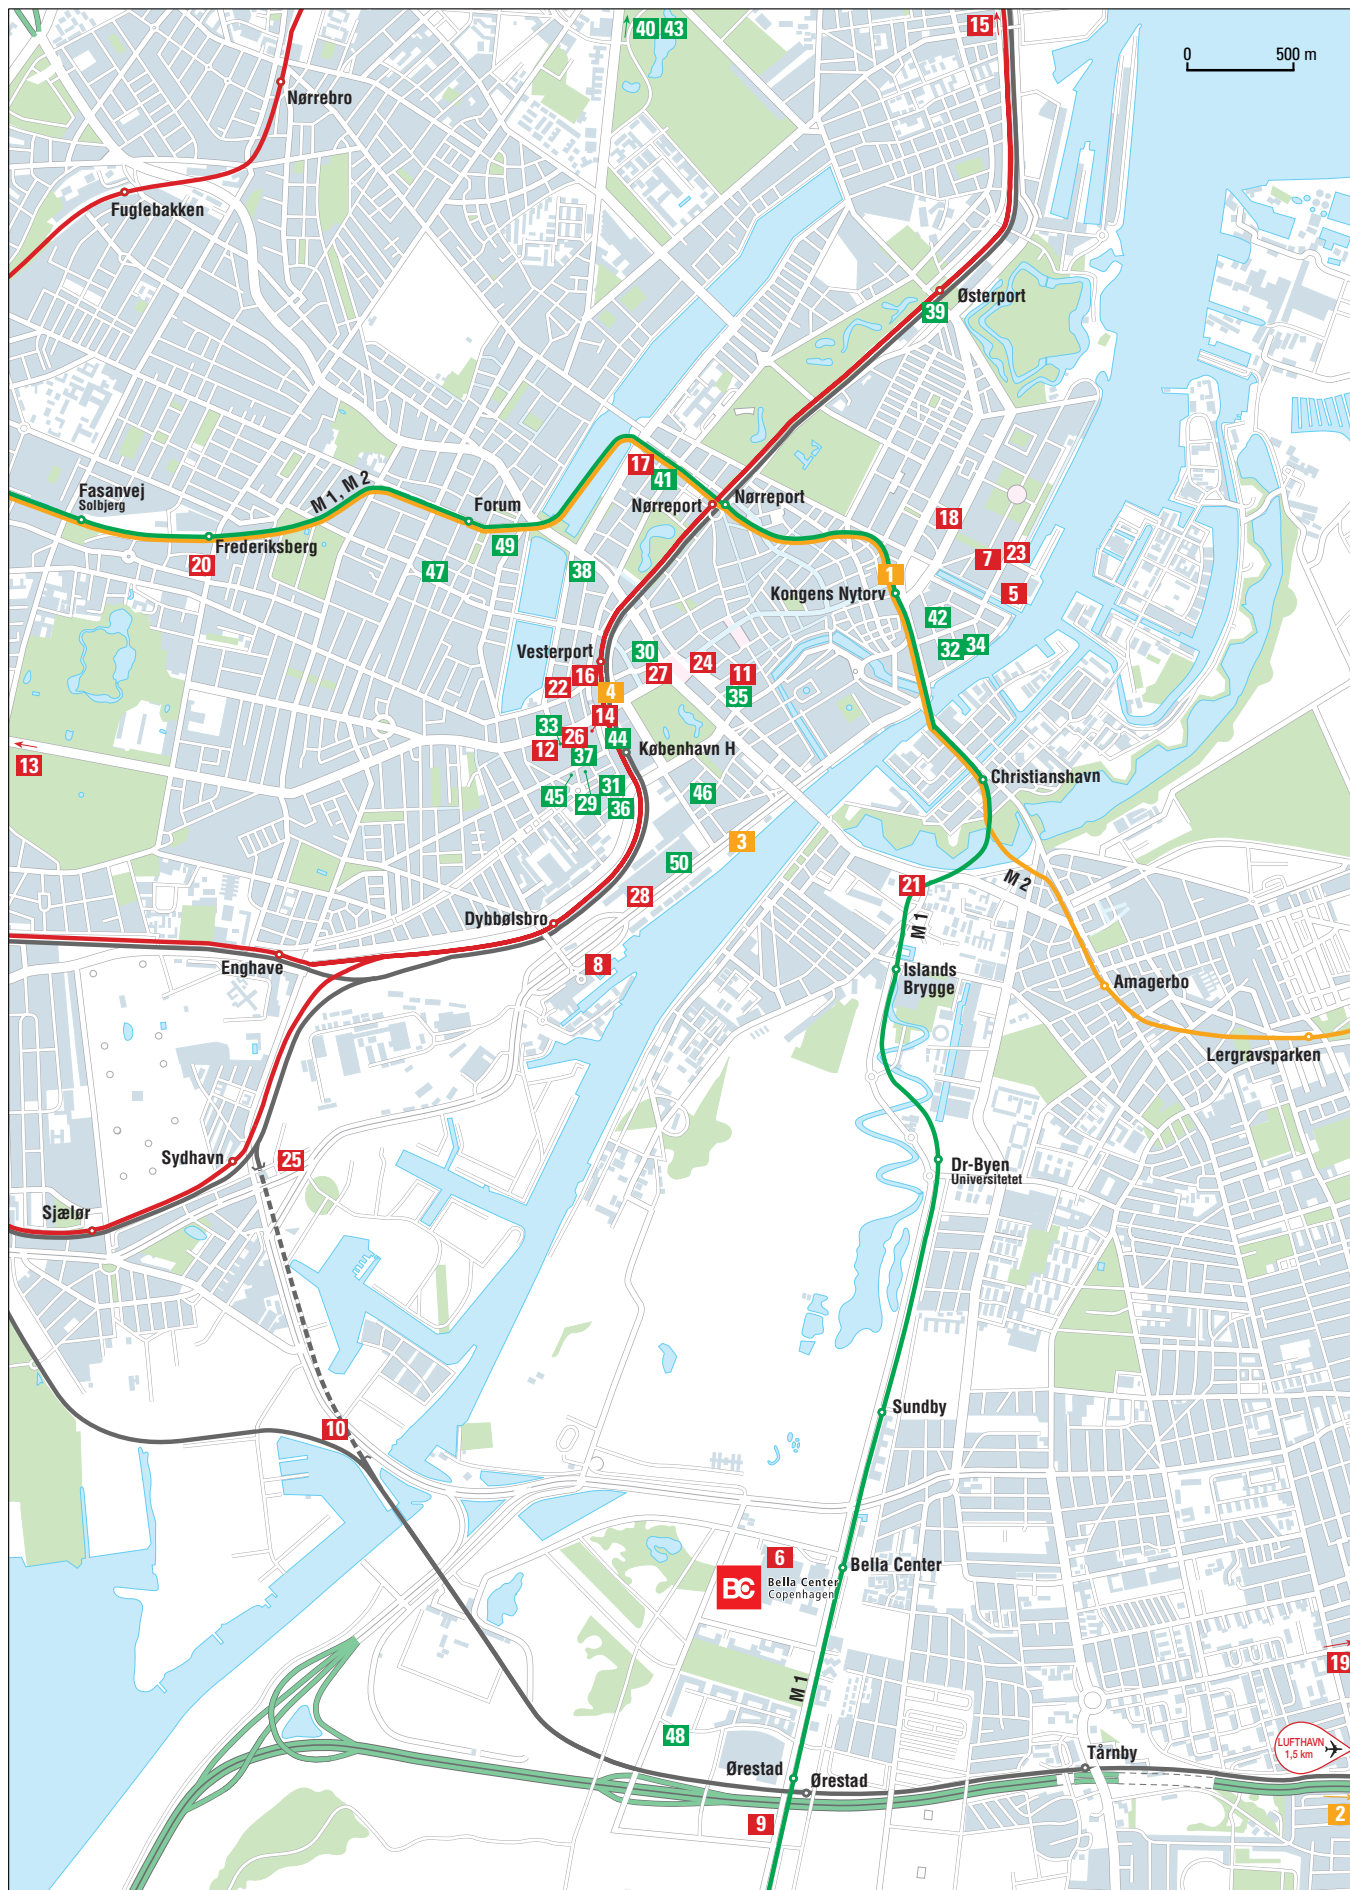 40 43
15
0 500 m
Nørrebro
Fuglebakken
Østerport
39
M 1, M 2
17
41
Fasanvej
Solbjerg
Forum
Nørreport
Nørreport
18
Frederiksberg
49
20
47
38
7
23
1
Kongens Nytorv
5
42
Vesterport
30
32
34
24
16
27
11
22
4
35
14
33
26
44
12
37
København H
13
Christianshavn
45
29
31
36
46
3
50
M 2
21
28
Dybbølsbro
M 1
Enghave
8
Islands
Brygge
Amagerbo
Lergravsparken
Sydhavn
25
Dr-Byen
Universitetet
Sjælør
Sundby
10
6
Bella Center
BC
Bella Center
Copenhagen
19
M 1
48
LUFTHAVN
1,5 km
Tårnby
Ørestad
Ørestad
2
9